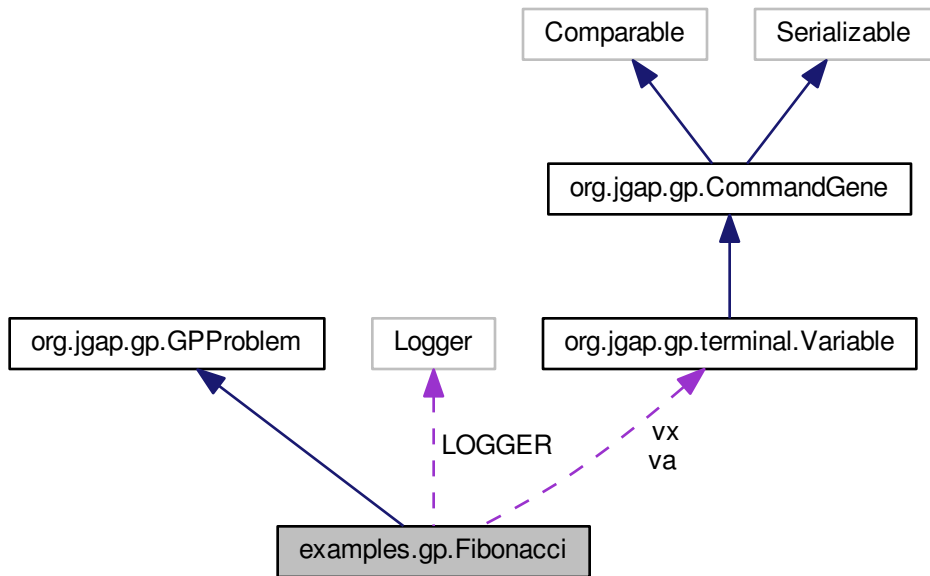 Comparable
Serializable
org.jgap.gp.CommandGene
org.jgap.gp.GPProblem
Logger
org.jgap.gp.terminal.Variable
LOGGER
vx
va
examples.gp.Fibonacci